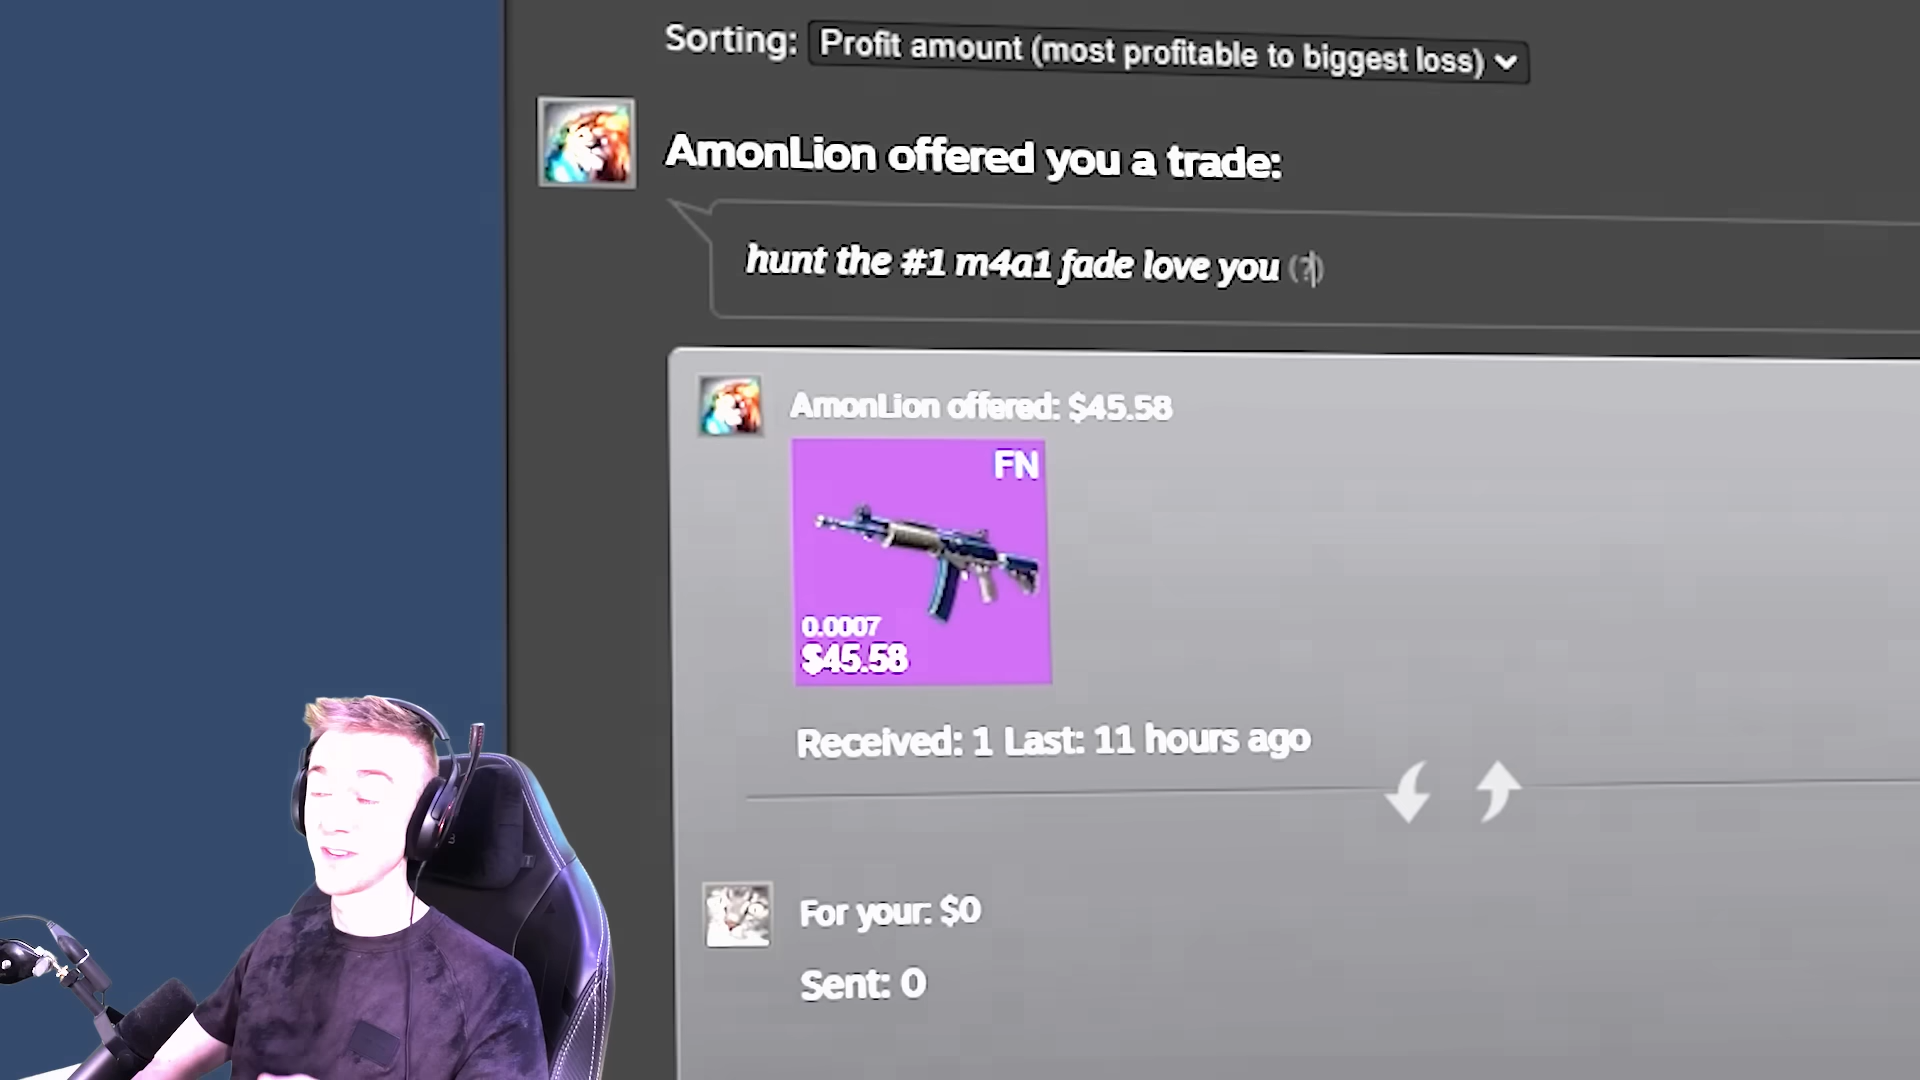 Sorting: Profit amount (most profitable to biggest loss)
AmonLion offered you a trade:
hunt the #1 m4a1 fade love you (?)
AmonLion offered: $45.58
FN
0.0007
$45.58
Received: 1 Last: 11 hours ago
For your: $0
Sent: 0